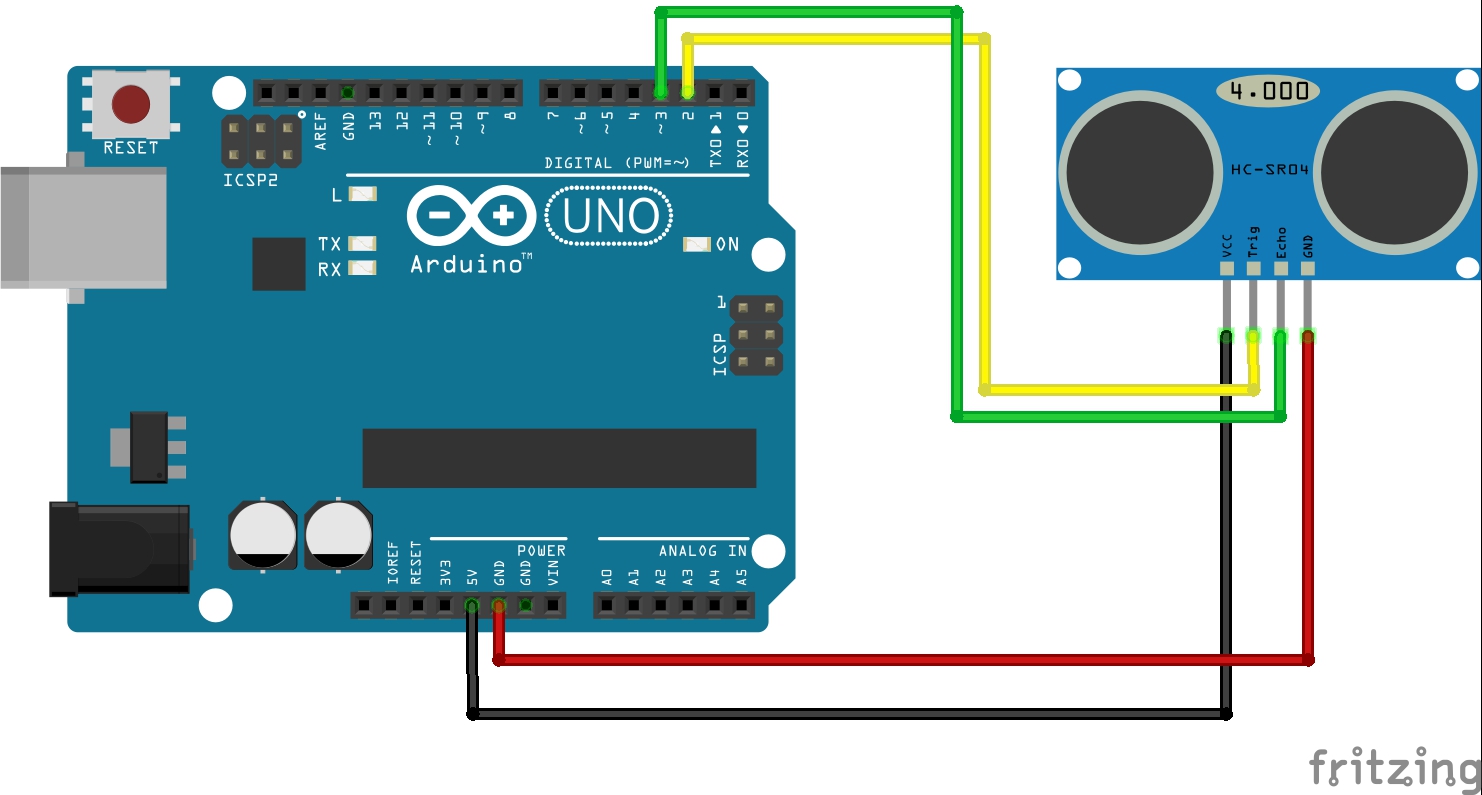 4.000
HC-SR04
VCC
Trig
Echo
GND
RESET
ICSP2
AREF
GND
13
12
~11
~10
~9
8
7
~6
~5
4
~3
2
TX0▶1
RX0◀0
DIGITAL (PWM=~)
L
TX
RX
UNO
Arduino™
ON
1
ICSP
IOREF
RESET
3V3
5V
GND
GND
VIN
POWER
ANALOG IN
A0
A1
A2
A3
A4
A5
fritzing